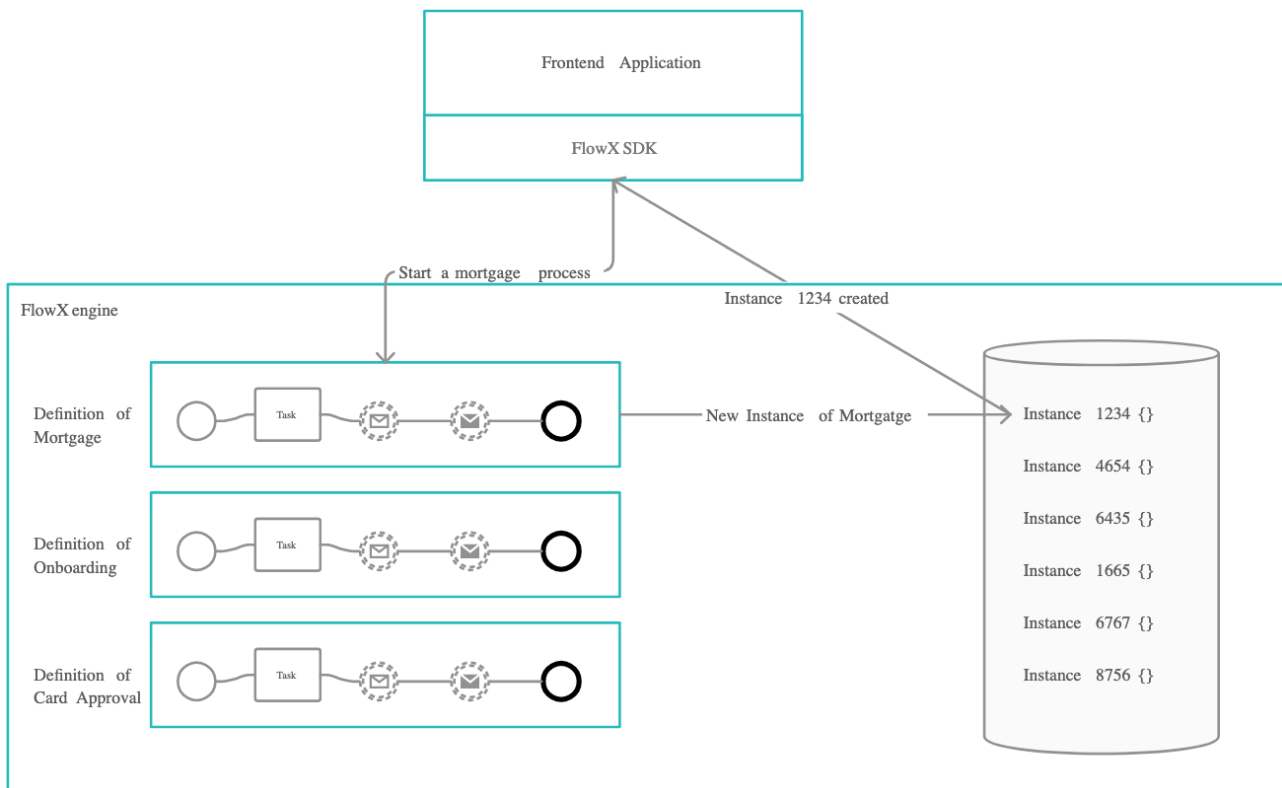 Frontend Application
FlowX SDK
Start a mortgage process
Instance 1234 created
FlowX engine
Definition of
Mortgage
Task
New Instance of Mortgatge
Instance 1234 {}
Instance 4654 {}
Instance 6435 {}
Instance 1665 {}
Instance 6767 {}
Instance 8756 {}
Definition of
Onboarding
Task
Definition of
Card Approval
Task